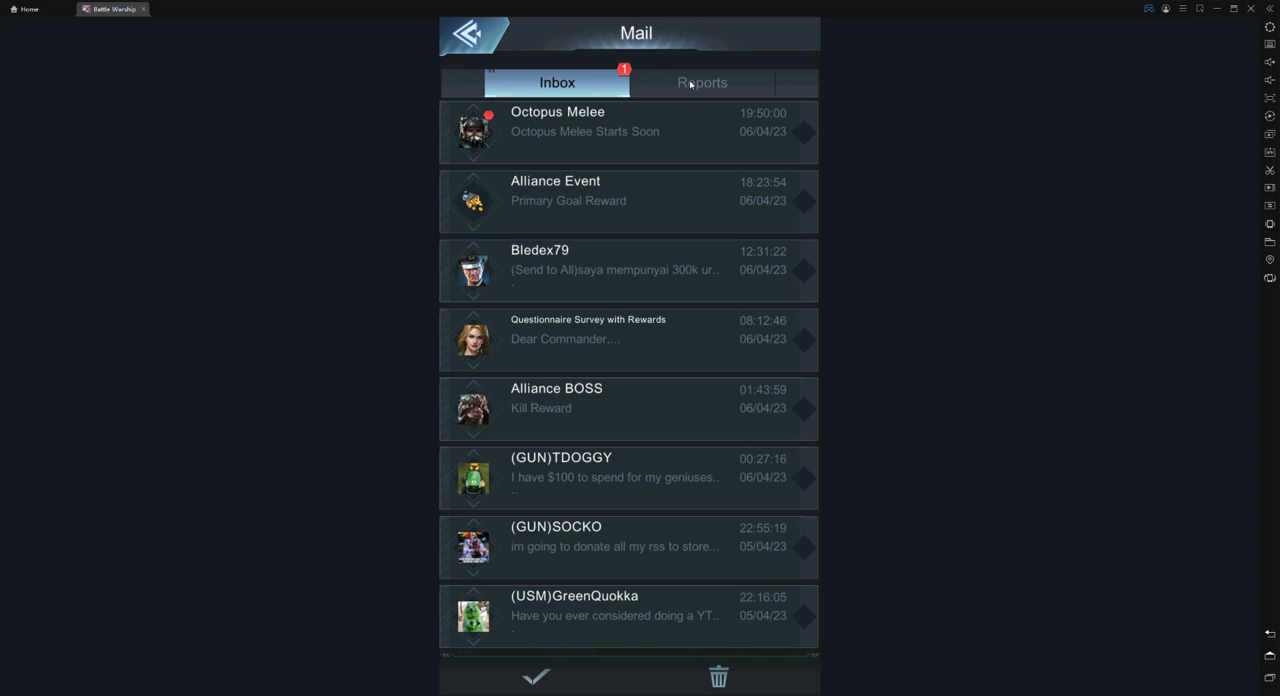 Home
Battle Warship
Mail
1
Inbox
Reports
Octopus Melee
19:50:00
Octopus Melee Starts Soon
06/04/23
Alliance Event
18:23:54
Primary Goal Reward
06/04/23
Bledex79
12:31:22
(Send to All)saya mempunyai 300k ur..
06/04/23
.
Questionnaire Survey with Rewards
08:12:46
Dear Commander,...
06/04/23
Alliance BOSS
01:43:59
Kill Reward
06/04/23
(GUN)TDOGGY
00:27:16
I have $100 to spend for my geniuses..
06/04/23
..
(GUN)SOCKO
22:55:19
im going to donate all my rss to store...
05/04/23
(USM)GreenQuokka
22:16:05
Have you ever considered doing a YT..
05/04/23
.